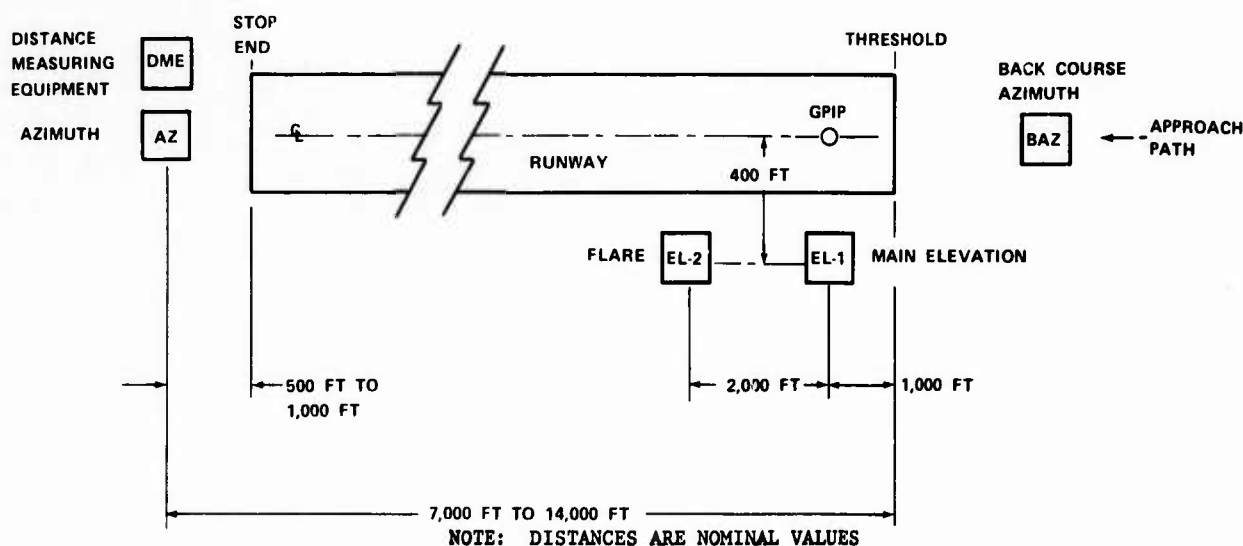 STOP
END
DISTANCE
MEASURING
EQUIPMENT
DME
THRESHOLD
BACK COURSE
AZIMUTH
AZIMUTH
AZ
℄
GPIP
BAZ
APPROACH
PATH
RUNWAY
400 FT
FLARE
EL-2
EL-1
MAIN ELEVATION
500 FT TO
1,000 FT
2,000 FT
1,000 FT
7,000 FT TO 14,000 FT
NOTE: DISTANCES ARE NOMINAL VALUES